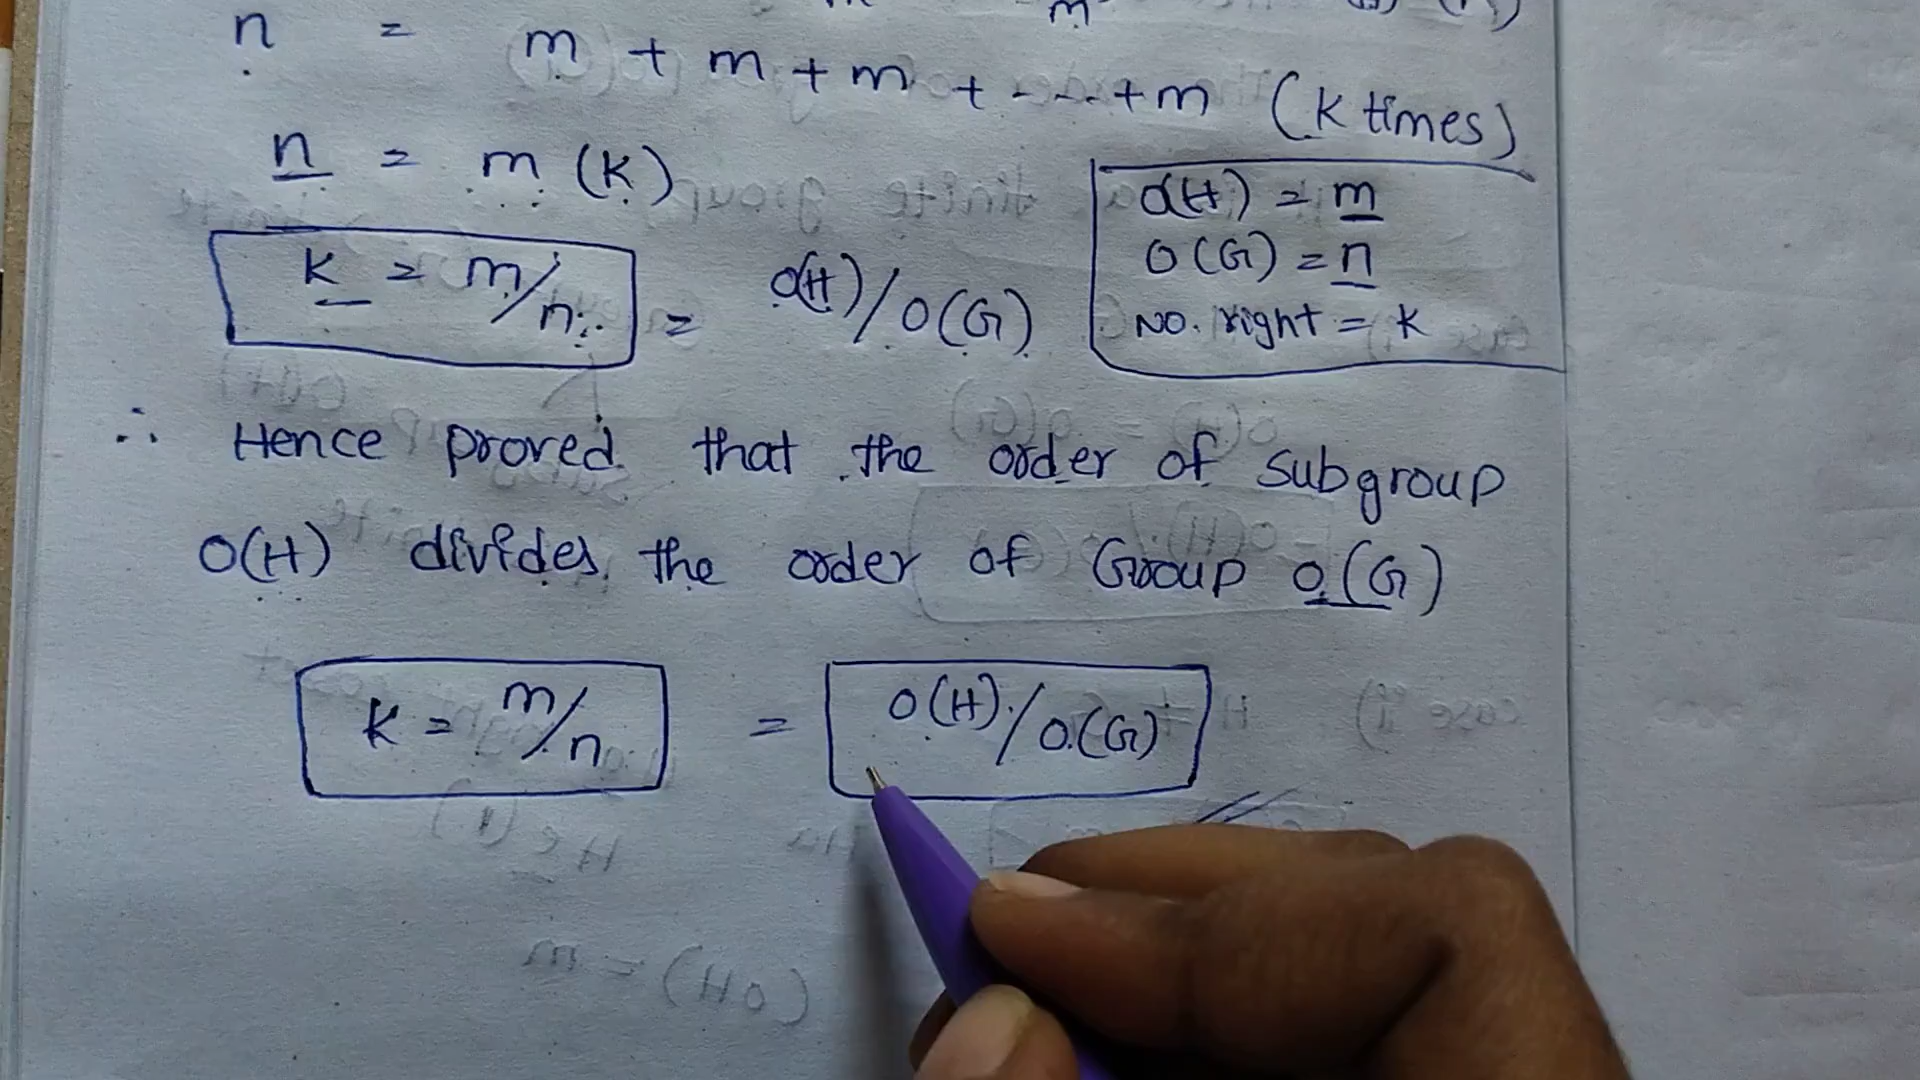 n = m + m + m + - - - + m (K times)
n = m (K)
O(H) = m
O(G) = n
No. right = K
K = m/n = O(H)/O(G)
∴ Hence proved that the order of subgroup
O(H) divides the order of Group O(G)
K = m/n = O(H)/O(G)